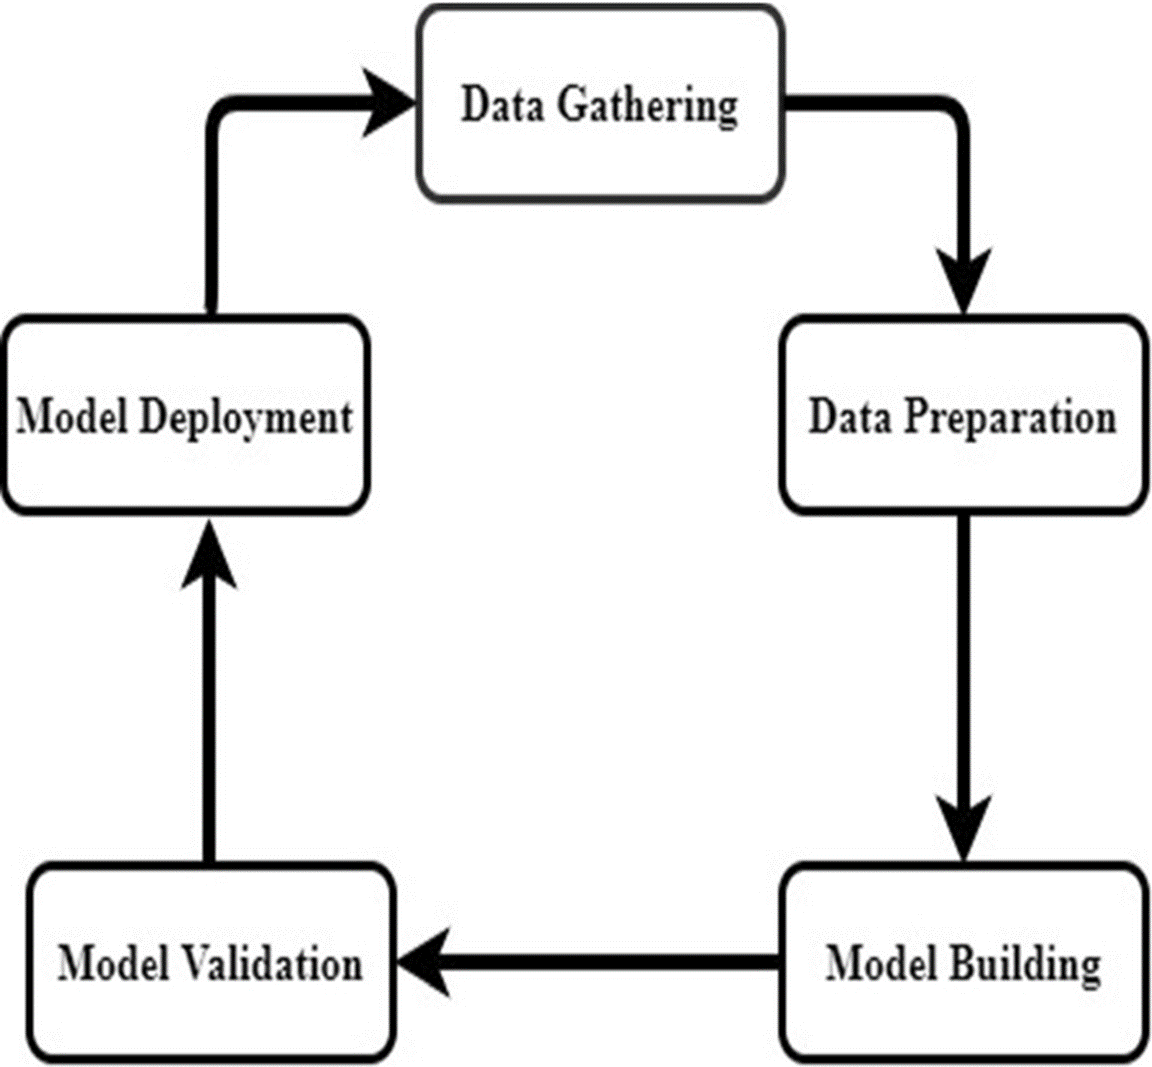 Data Gathering
Data Preparation
Model Building
Model Validation
Model Deployment